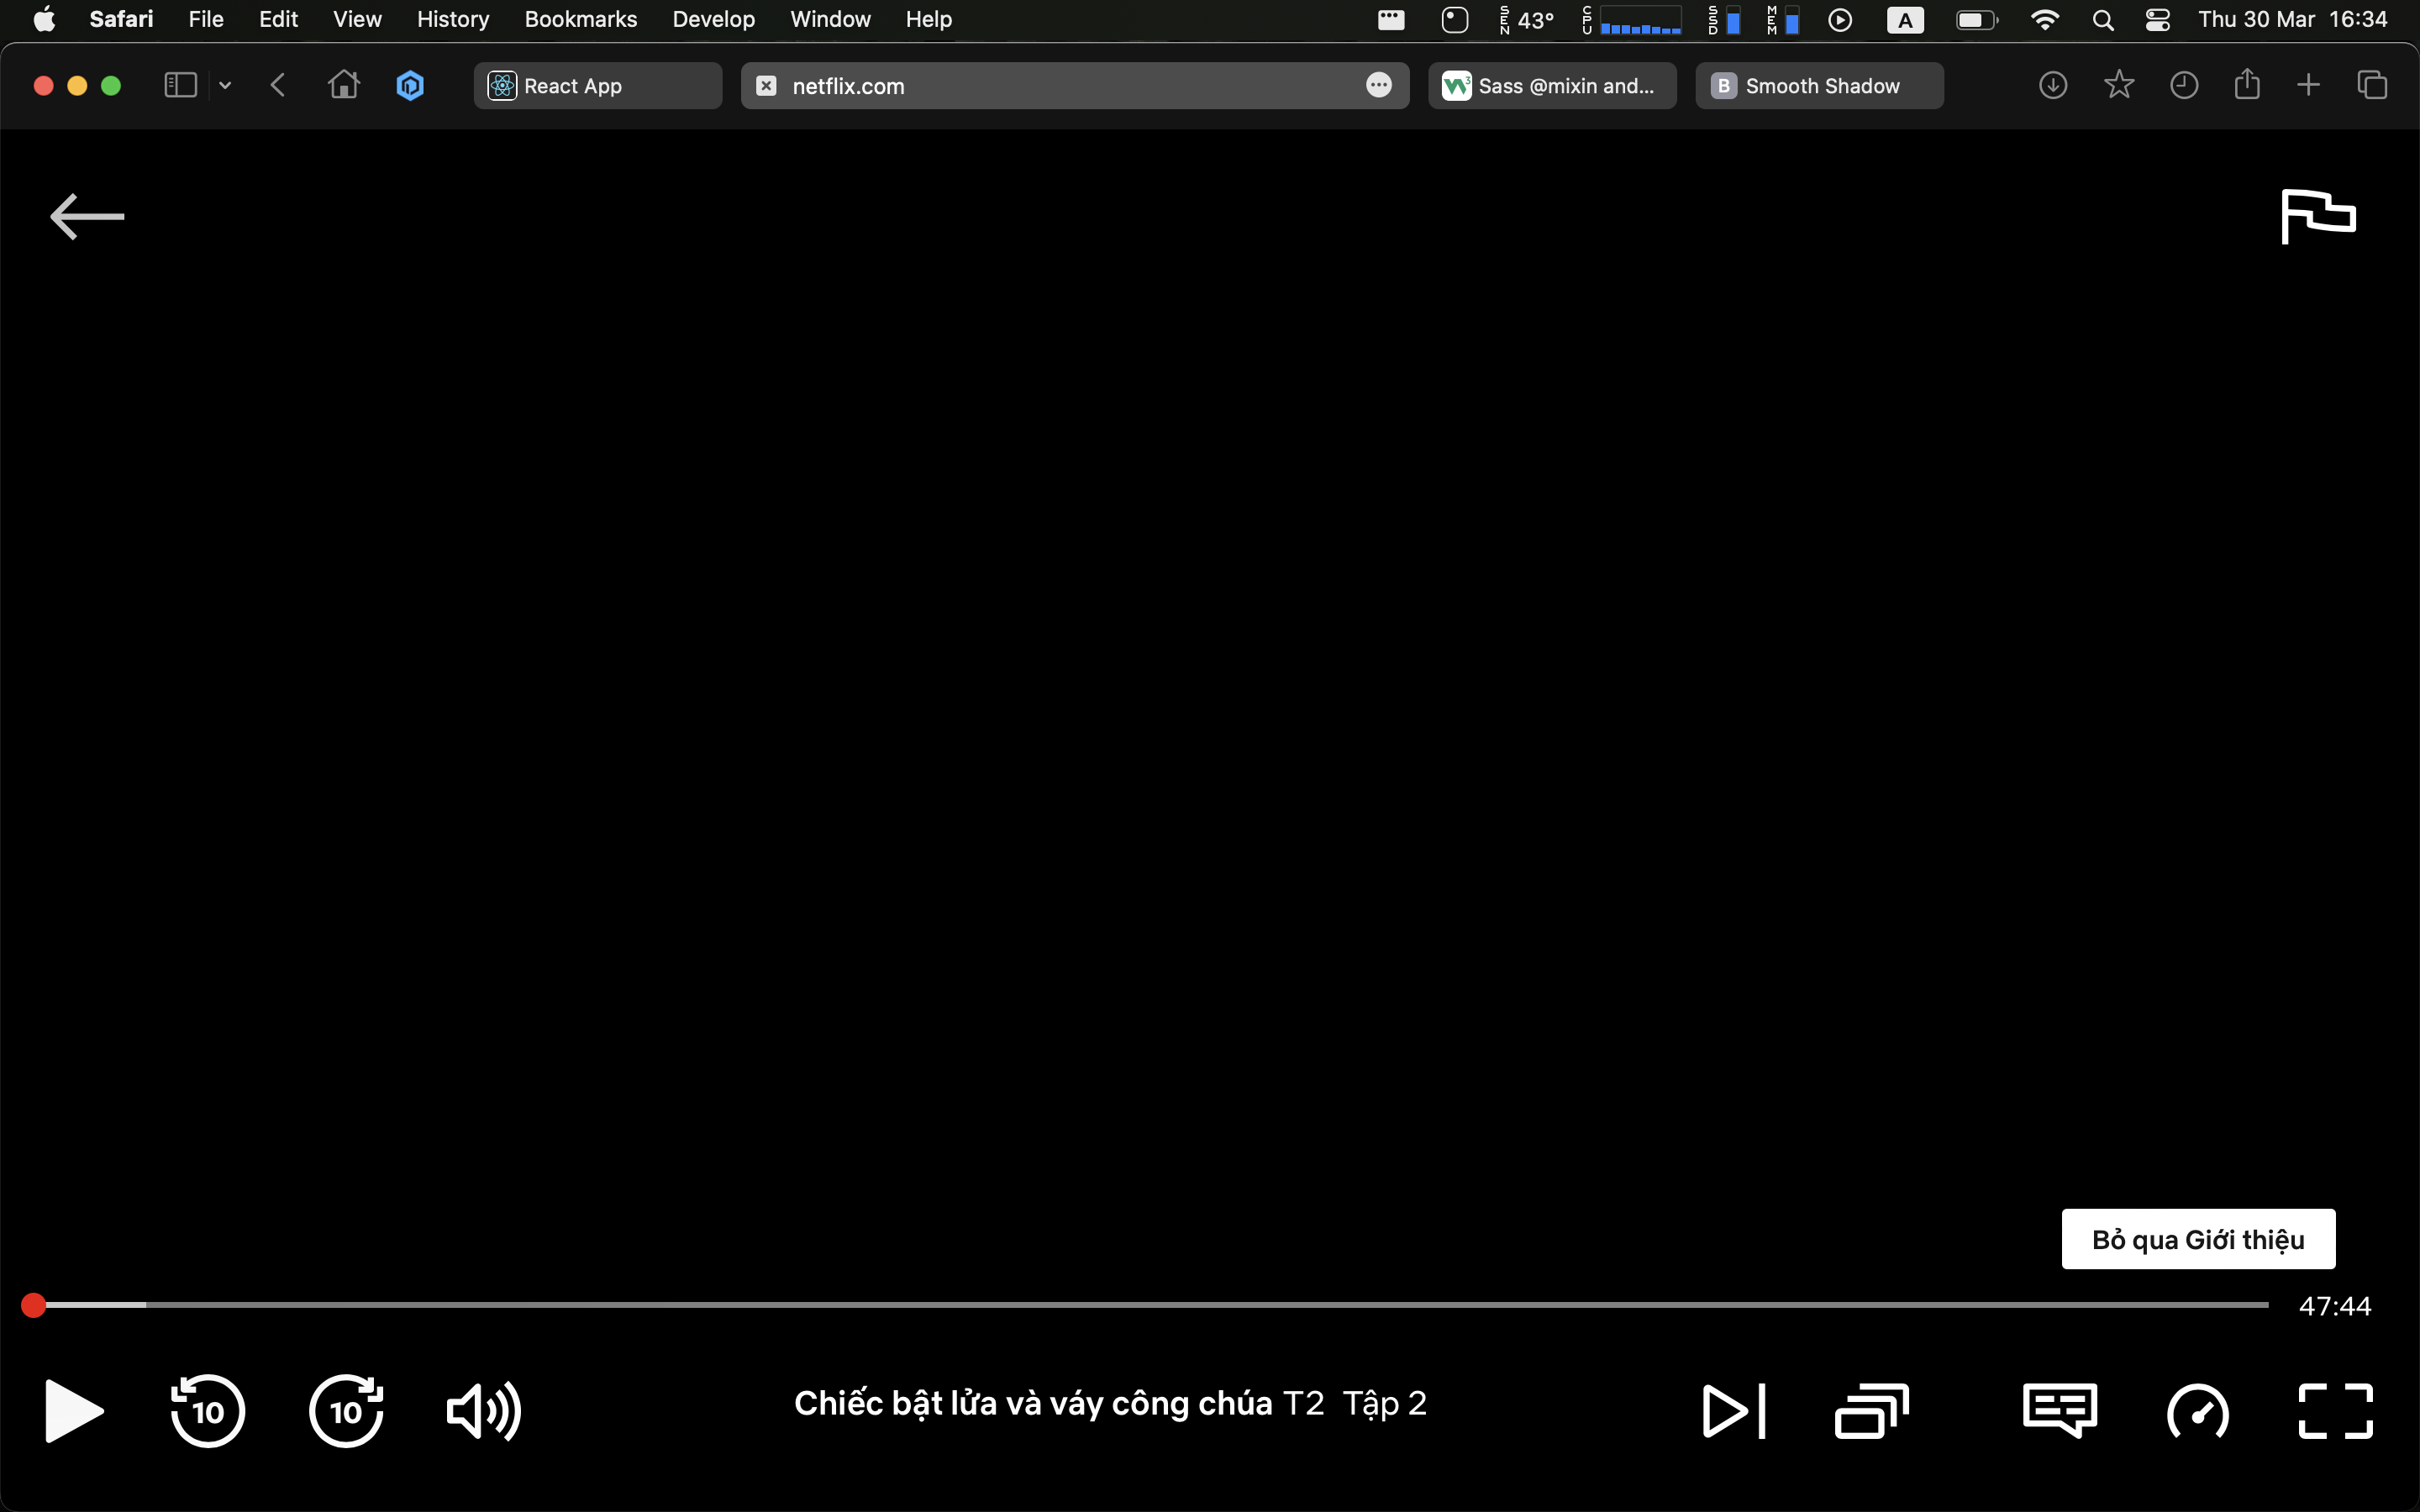 Safari File Edit View History Bookmarks Develop Window Help SEN 43° CPU SSD MEM A Thu 30 Mar 16:34
React App netflix.com W3 Sass @mixin and... B Smooth Shadow
Bỏ qua Giới thiệu
47:44
10 10 Chiếc bật lửa và váy công chúa T2 Tập 2